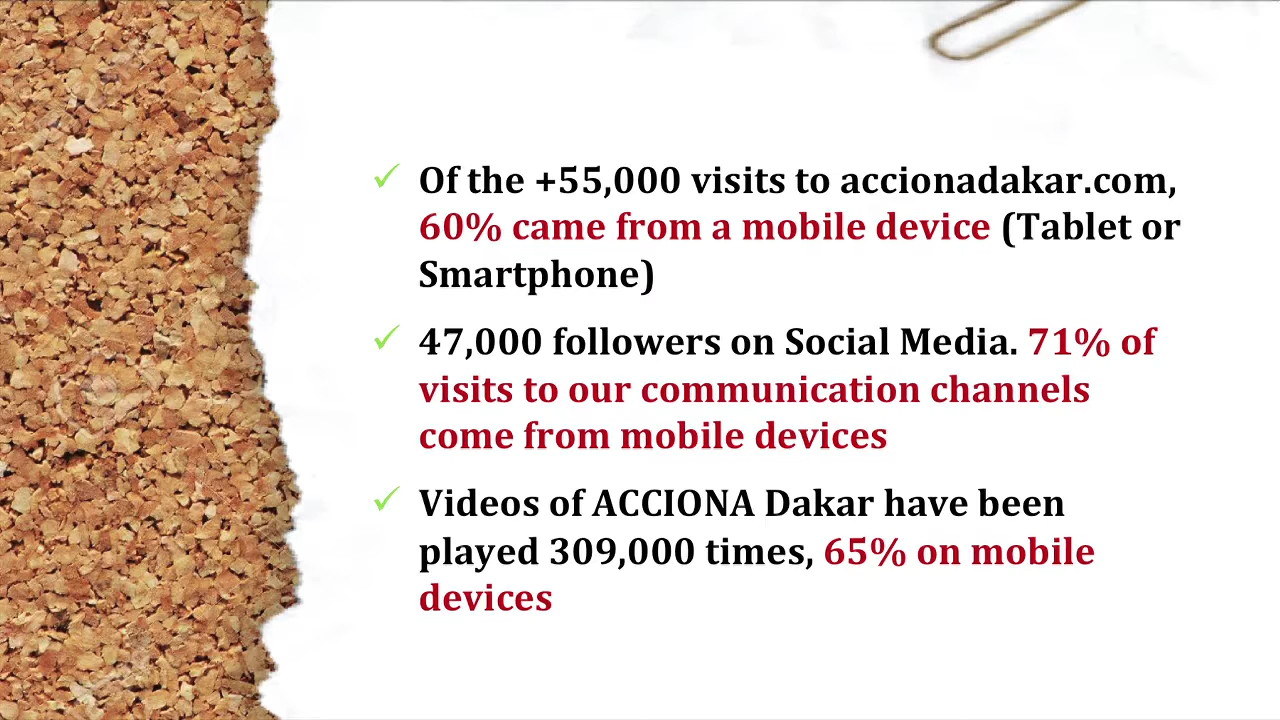 Of the +55,000 visits to accionadakar.com,
60% came from a mobile device (Tablet or
Smartphone)
47,000 followers on Social Media. 71% of
visits to our communication channels
come from mobile devices
Videos of ACCIONA Dakar have been
played 309,000 times, 65% on mobile
devices